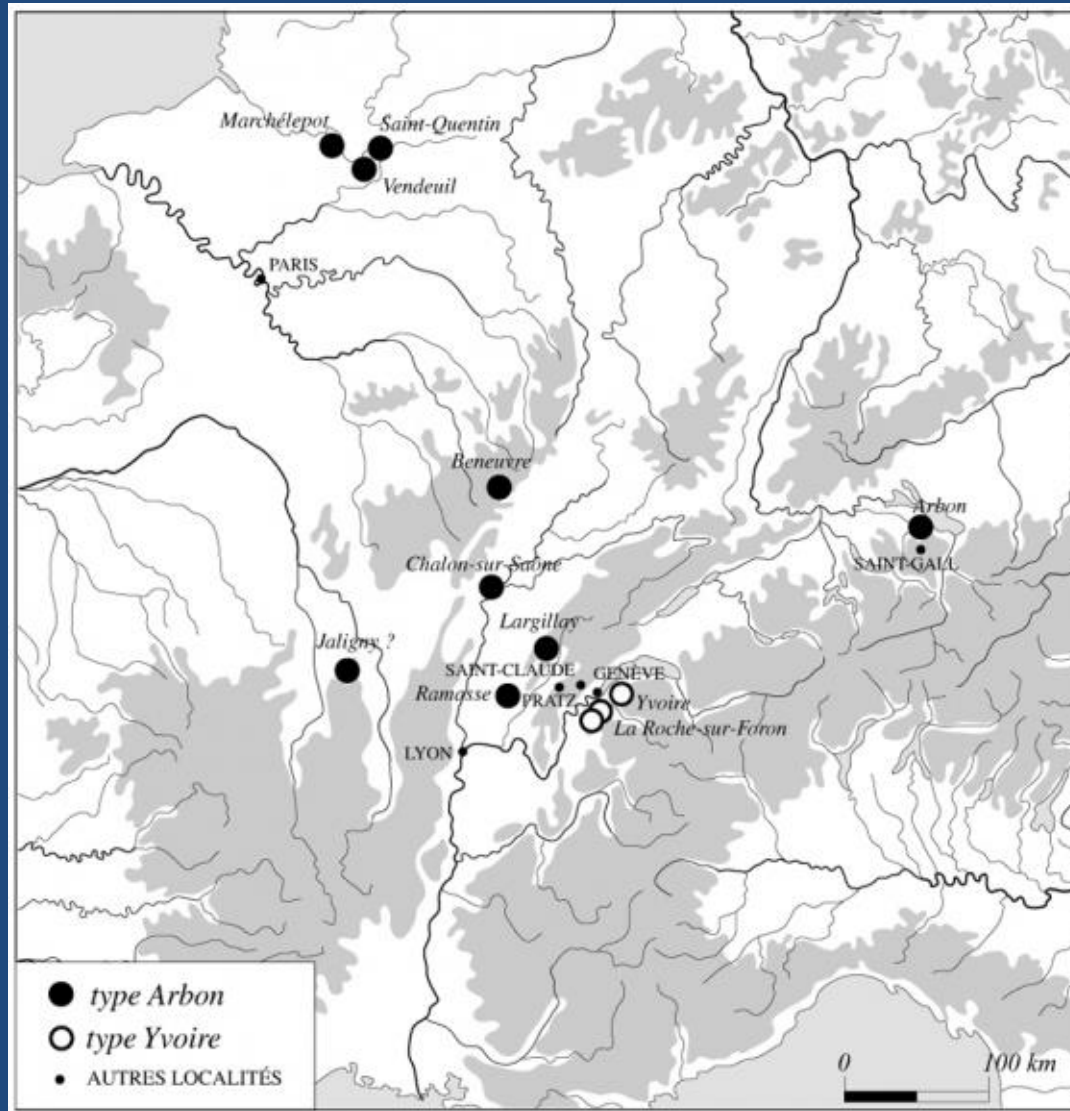 Marchélepot
Saint-Quentin
Vendeuil
PARIS
Beneuvre
Arbon
SAINT-GALL
Chalon-sur-Saône
Largillay
Jaligny ?
SAINT-CLAUDE
GENÈVE
Ramasse
PRATZ
Yvoire
La Roche-sur-Foron
LYON
type Arbon
type Yvoire
AUTRES LOCALITÉS
0 100 km